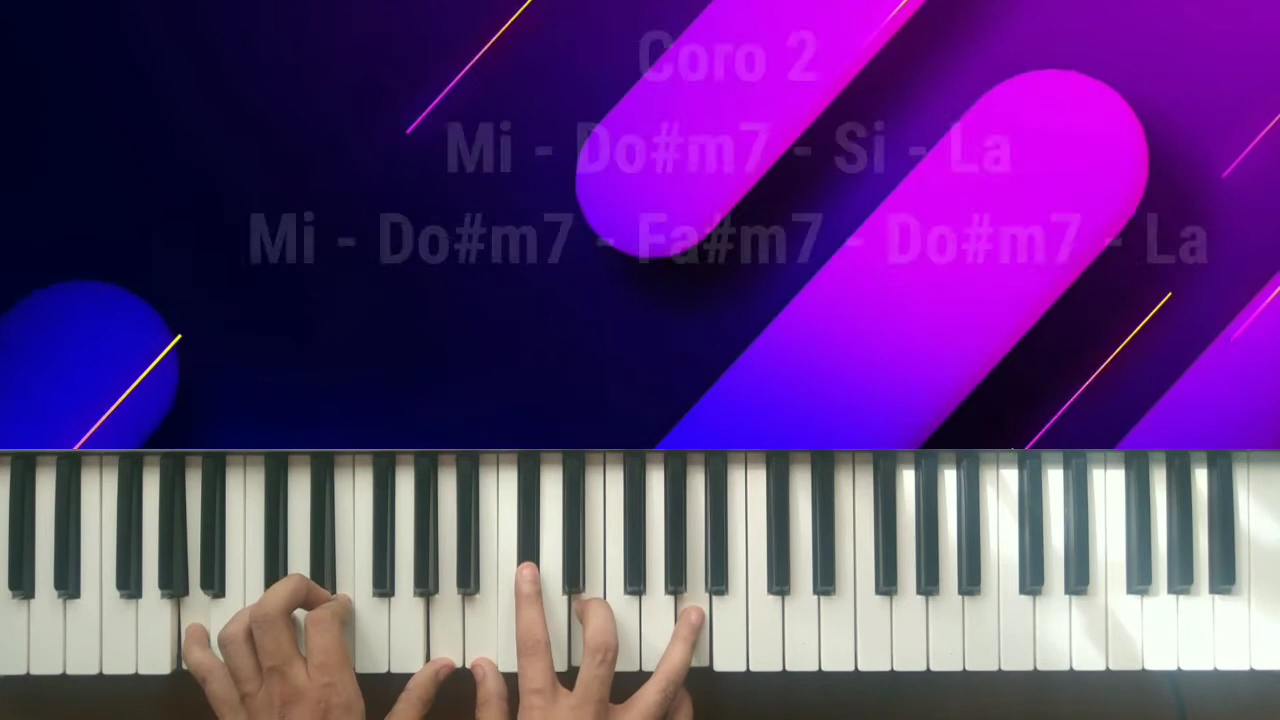 Coro 2
Mi - Do#m7 - Si - La
Mi - Do#m7 - Fa#m7 - Do#m7 - La